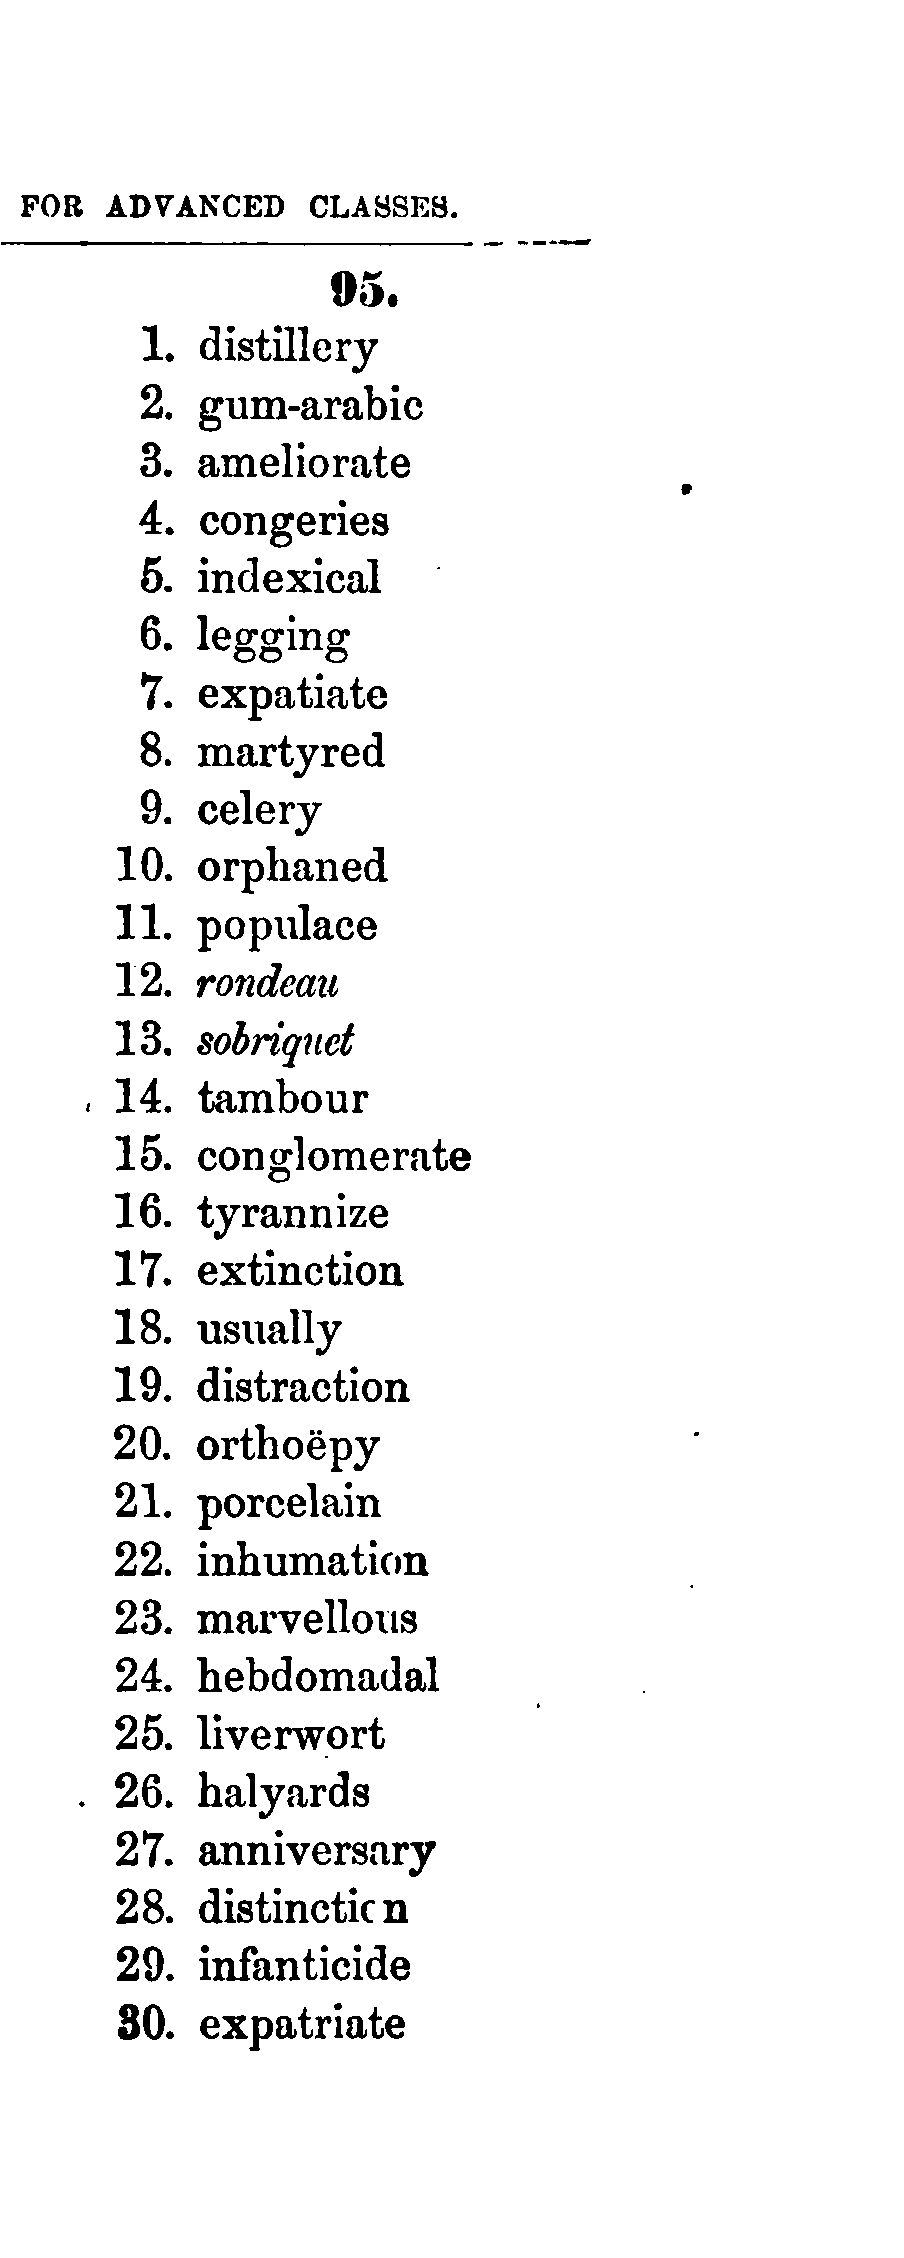 FOR ADVANCED CLASSES.
95.
1. distillery
2. gum-arabic
3. ameliorate
4. congeries
5. indexical
6. legging
7. expatiate
8. martyred
9. celery
10. orphaned
11. populace
12. rondeau
13. sobriquet
14. tambour
15. conglomerate
16. tyrannize
17. extinction
18. usually
19. distraction
20. orthoëpy
21. porcelain
22. inhumation
23. marvellous
24. hebdomadal
25. liverwort
26. halyards
27. anniversary
28. distinction
29. infanticide
30. expatriate